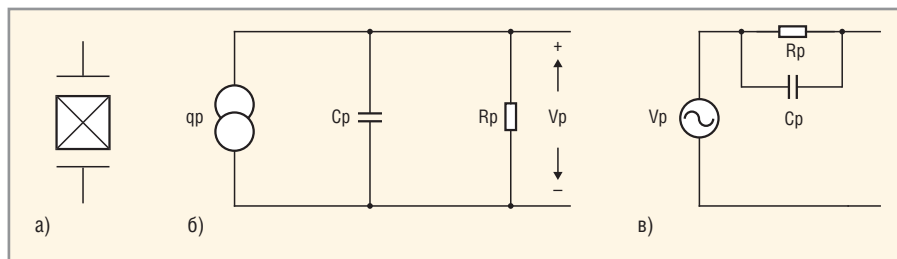 а)
qp
Cp
Rp
+
Vp
–
б)
Vp
Rp
Cp
в)